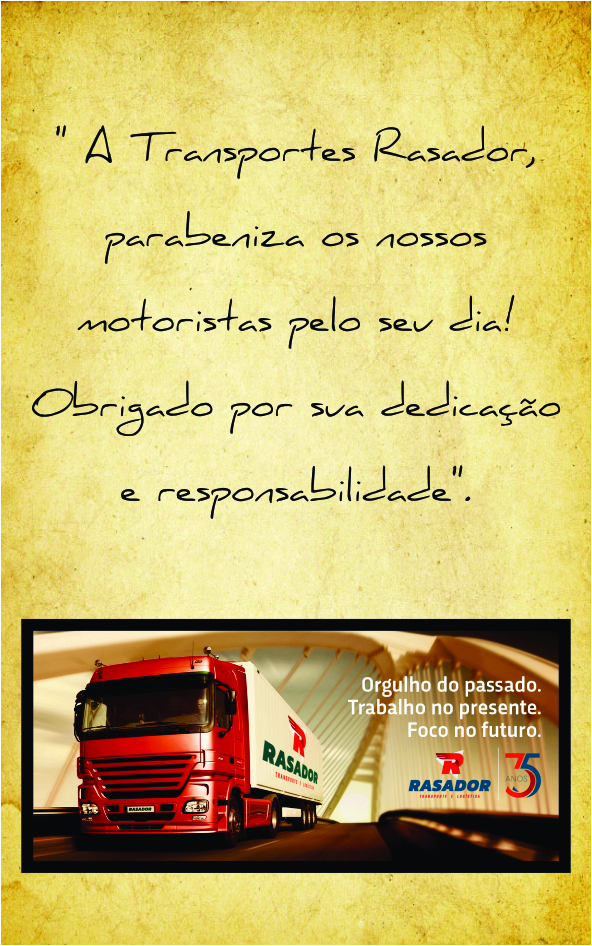 " A Transportes Rasador,
parabeniza os nossos
motoristas pelo seu dia!
Obrigado por sua dedicação
e responsabilidade".
Orgulho do passado.
Trabalho no presente.
Foco no futuro.
R
RASADOR
TRANSPORTE E LOGÍSTICA
R
RASADOR
TRANSPORTE E LOGÍSTICA
35
ANOS
RASADOR